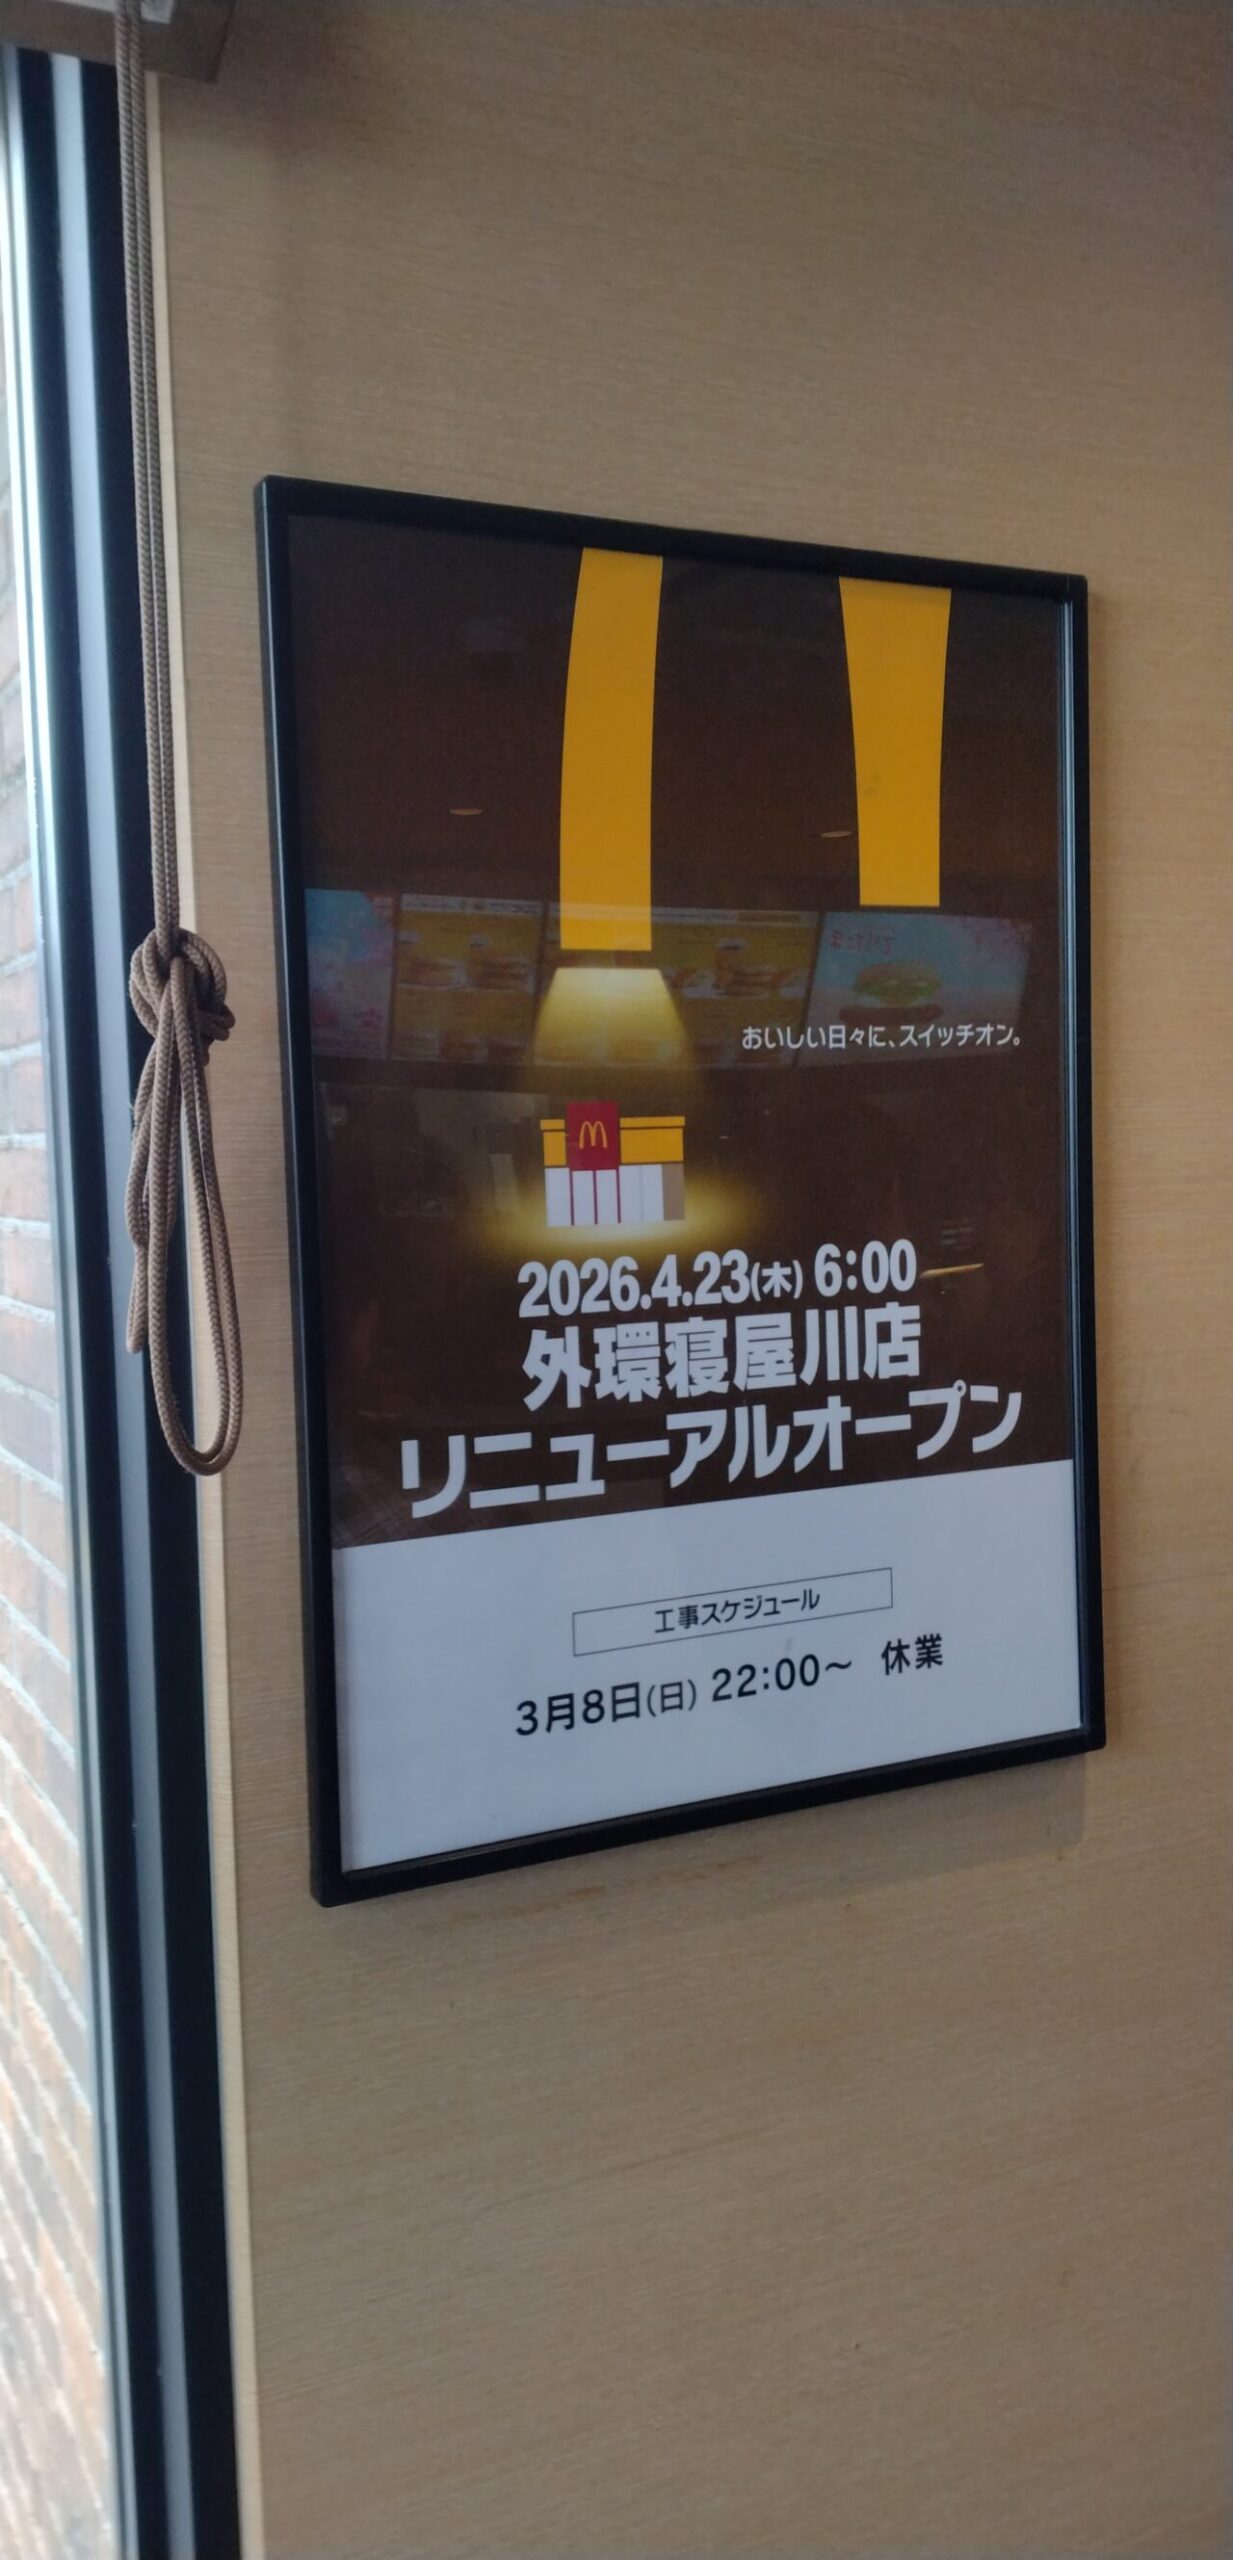 おいしい日々に、スイッチオン。
2026.4.23(木) 6:00
外環寝屋川店
リニューアルオープン
工事スケジュール
3月8日(日) 22:00～ 休業